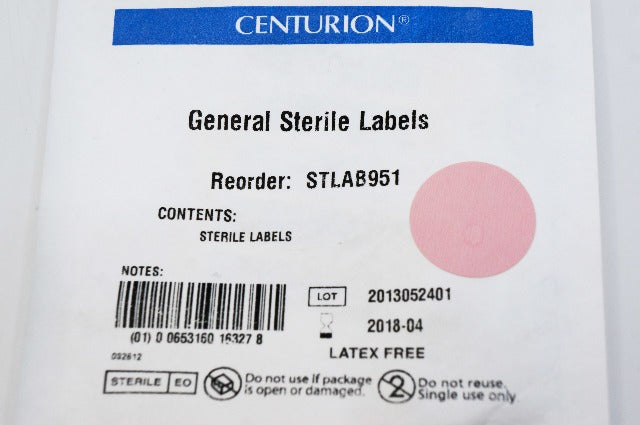 CENTURION®
General Sterile Labels
Reorder: STLAB951
CONTENTS:
STERILE LABELS
NOTES:
LOT 2013052401
2018-04
(01) 0 0653160 16327 8
LATEX FREE
032612
STERILE EO
Do not use if package
is open or damaged.
2
Do not reuse.
Single use only